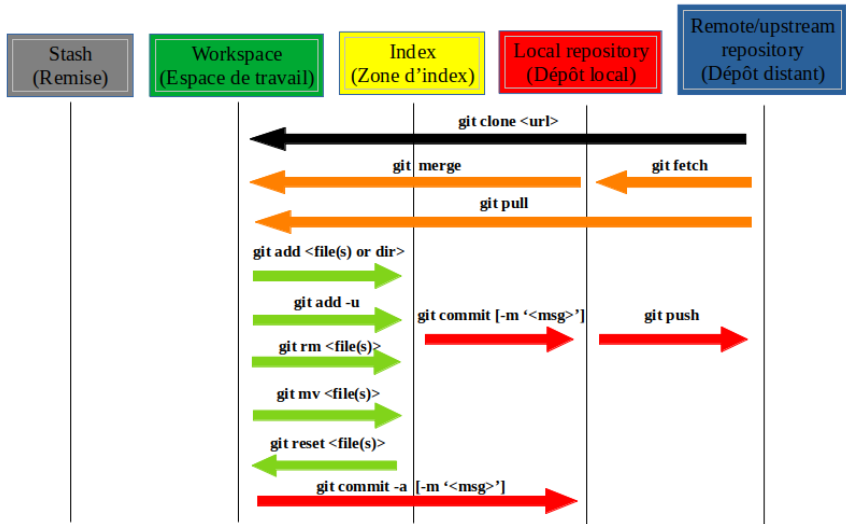 Stash
(Remise)
Workspace
(Espace de travail)
Index
(Zone d’index)
Local repository
(Dépôt local)
Remote/upstream
repository
(Dépôt distant)
git clone <url>
git merge
git fetch
git pull
git add <file(s) or dir>
git add -u
git commit [-m ‘<msg>’]
git push
git rm <file(s)>
git mv <file(s)>
git reset <file(s)>
git commit -a [-m ‘<msg>’]